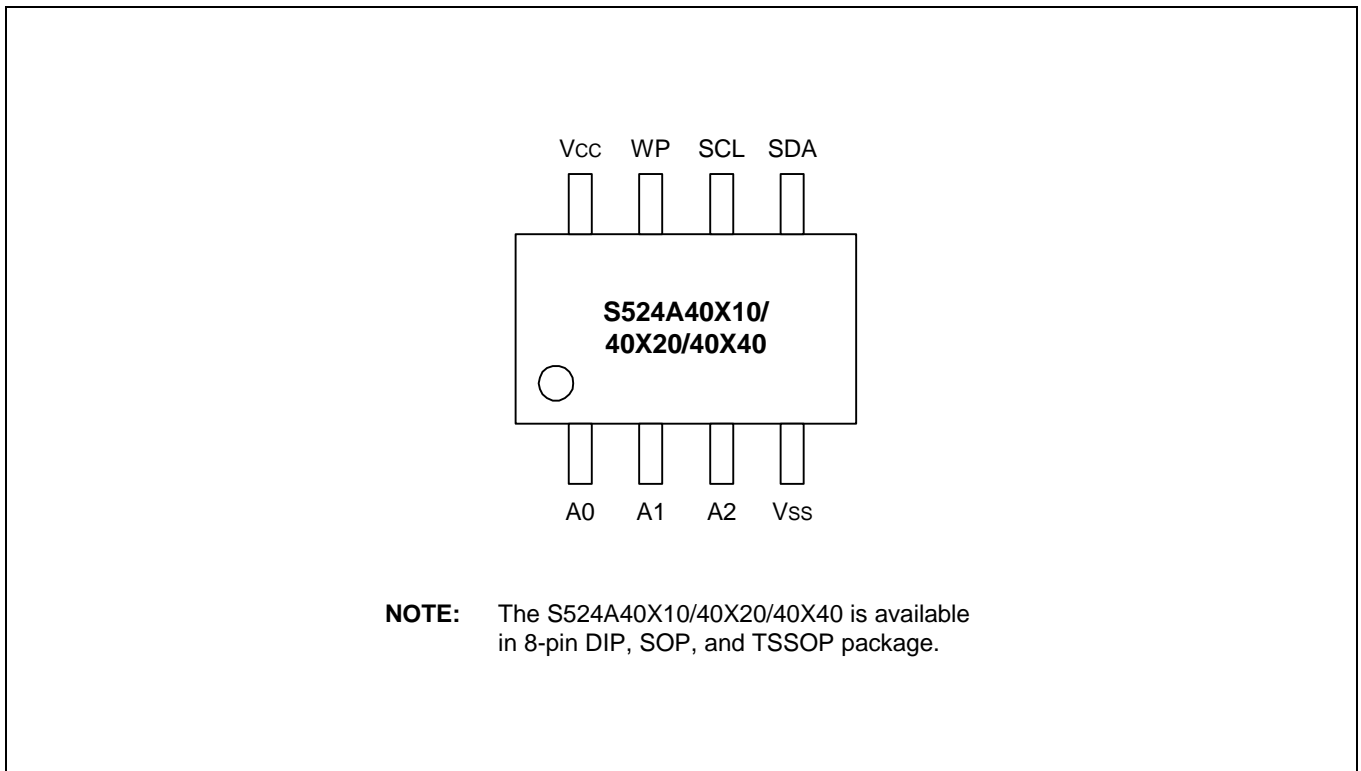 Vcc WP SCL SDA
S524A40X10/
40X20/40X40
A0 A1 A2 Vss
NOTE: The S524A40X10/40X20/40X40 is available
in 8-pin DIP, SOP, and TSSOP package.